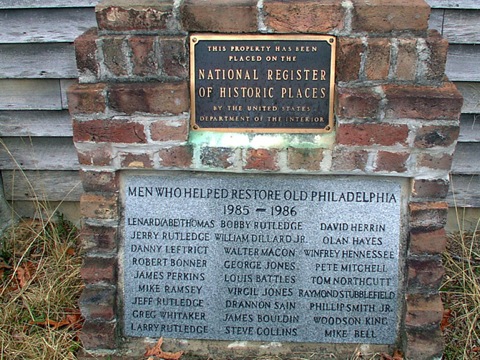 THIS PROPERTY HAS BEEN
PLACED ON THE
NATIONAL REGISTER
OF HISTORIC PLACES
BY THE UNITED STATES
DEPARTMENT OF THE INTERIOR
MEN WHO HELPED RESTORE OLD PHILADELPHIA
1985 — 1986
LENARD (ABE) THOMAS BOBBY RUTLEDGE DAVID HERRIN
JERRY RUTLEDGE WILLIAM DILLARD JR. OLAN HAYES
DANNY LEFTRICT WALTER MACON WINFREY HENNESSEE
ROBERT BONNER GEORGE JONES PETE MITCHELL
JAMES PERKINS LOUIS BATTLES TOM NORTHCUTT
MIKE RAMSEY VIRGIL JONES RAYMOND STUBBLEFIELD
JEFF RUTLEDGE DRANNON SAIN PHILLIP SMITH JR.
GREG WHITAKER JAMES BOULDIN WOODSON KING
LARRY RUTLEDGE STEVE COLLINS MIKE BELL